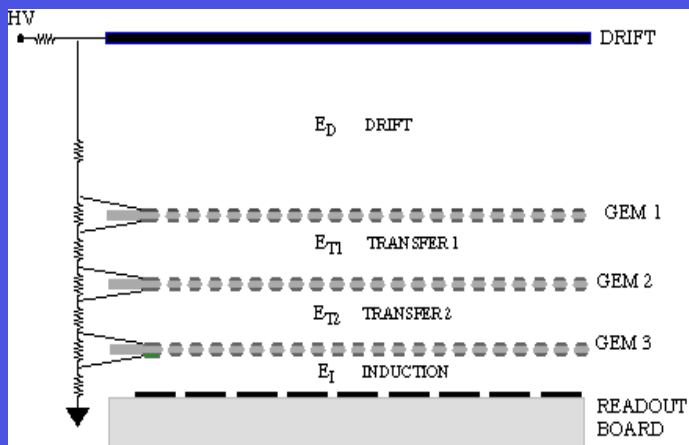 HV
DRIFT
E_D DRIFT
GEM 1
E_T1 TRANSFER 1
GEM 2
E_T2 TRANSFER 2
GEM 3
E_I INDUCTION
READOUT
BOARD